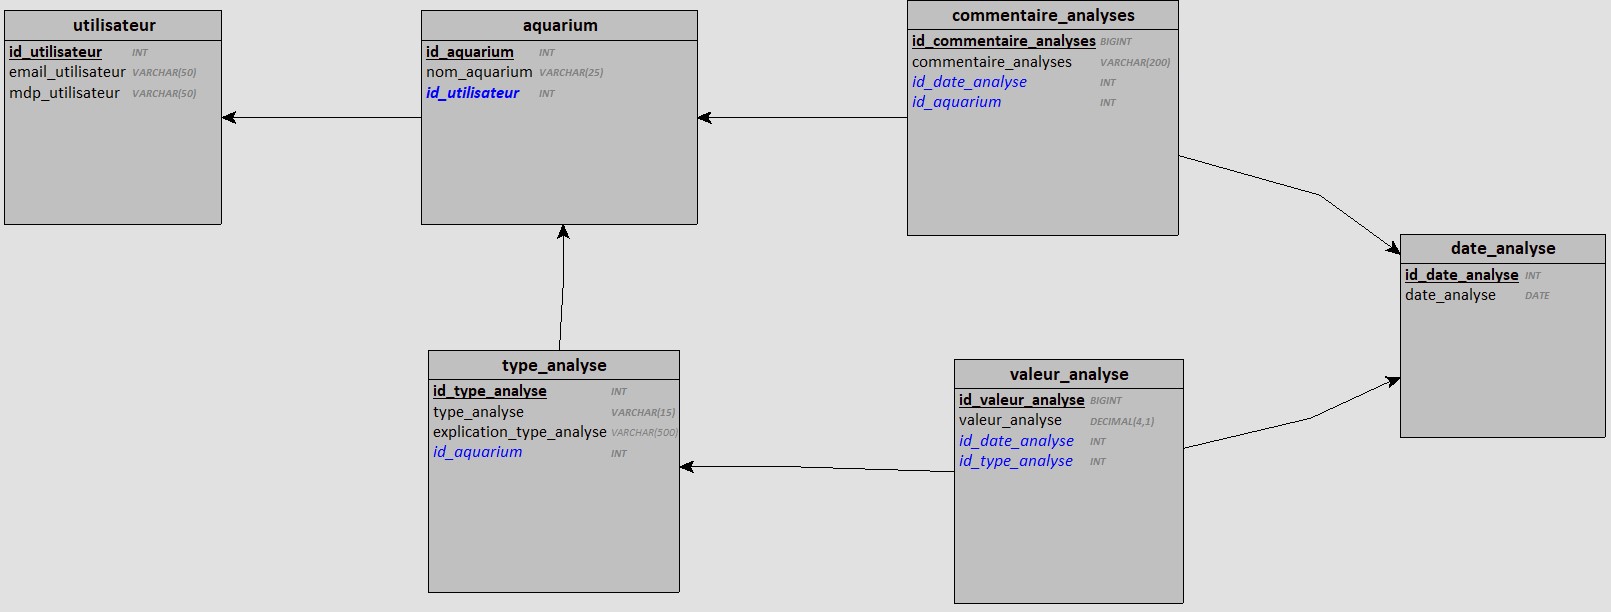 utilisateur
id_utilisateur INT
email_utilisateur VARCHAR(50)
mdp_utilisateur VARCHAR(50)
aquarium
id_aquarium INT
nom_aquarium VARCHAR(25)
id_utilisateur INT
commentaire_analyses
id_commentaire_analyses BIGINT
commentaire_analyses VARCHAR(200)
id_date_analyse INT
id_aquarium INT
date_analyse
id_date_analyse INT
date_analyse DATE
type_analyse
id_type_analyse INT
type_analyse VARCHAR(15)
explication_type_analyse VARCHAR(500)
id_aquarium INT
valeur_analyse
id_valeur_analyse BIGINT
valeur_analyse DECIMAL(4,1)
id_date_analyse INT
id_type_analyse INT